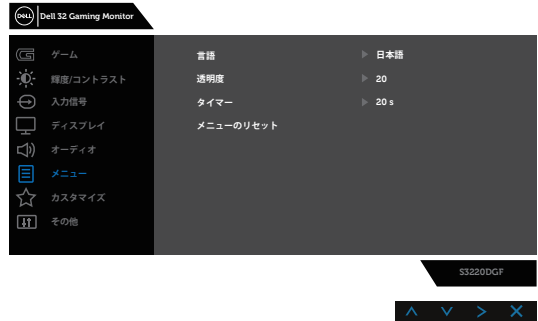 DELL Dell 32 Gaming Monitor
ゲーム
言語 日本語
輝度/コントラスト
透明度 20
入力信号
タイマー 20 s
ディスプレイ
メニューのリセット
オーディオ
メニュー
カスタマイズ
その他
S3220DGF